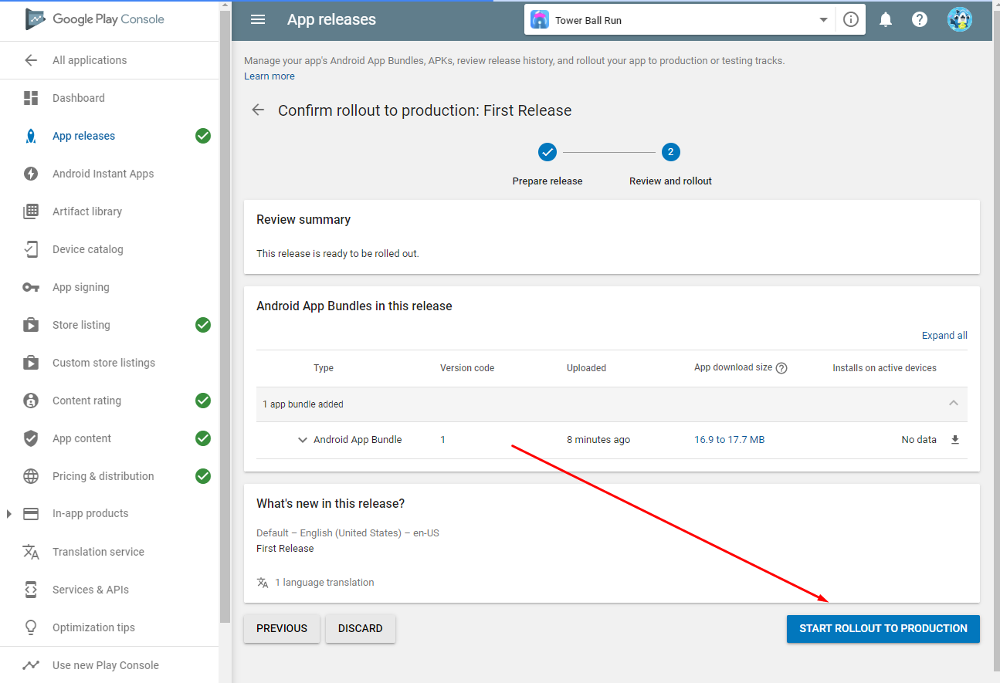 Google Play Console
All applications
Dashboard
App releases
Android Instant Apps
Artifact library
Device catalog
App signing
Store listing
Custom store listings
Content rating
App content
Pricing & distribution
In-app products
Translation service
Services & APIs
Optimization tips
Use new Play Console
App releases
Tower Ball Run
Manage your app's Android App Bundles, APKs, review release history, and rollout your app to production or testing tracks.
Learn more
Confirm rollout to production: First Release
2
Prepare release
Review and rollout
Review summary
This release is ready to be rolled out.
Android App Bundles in this release
Expand all
Type Version code Uploaded App download size Installs on active devices
1 app bundle added
Android App Bundle 1 8 minutes ago 16.9 to 17.7 MB No data
What's new in this release?
Default – English (United States) – en-US
First Release
1 language translation
PREVIOUS DISCARD START ROLLOUT TO PRODUCTION